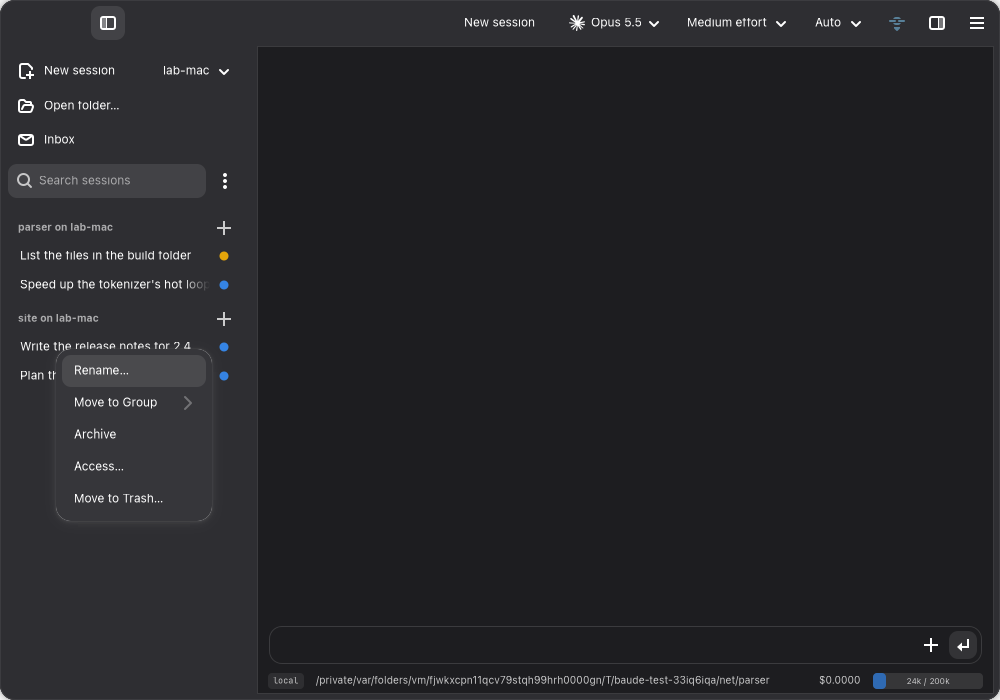 New session
Opus 5.5
Medium effort
Auto
New session
lab-mac
Open folder...
Inbox
Search sessions
parser on lab-mac
List the files in the build folder
Speed up the tokenizer's hot loop
site on lab-mac
Write the release notes for 2.4
Plan
Rename...
Move to Group
Archive
Access...
Move to Trash...
local
/private/var/folders/vm/fjwkxcpn11qcv79stqh99hrh0000gn/T/baude-test-33iq6iqa/net/parser
$0.0000
24k / 200k